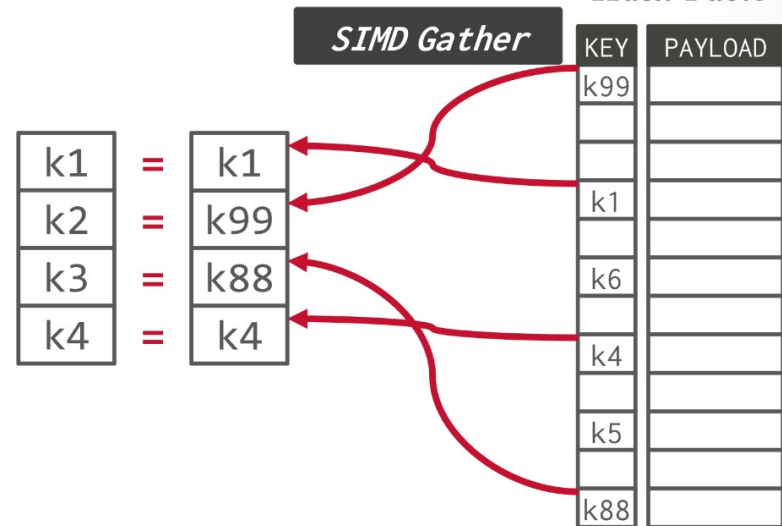 SIMD Gather
KEY PAYLOAD
k99
k1 = k1
k2 = k99
k3 = k88
k4 = k4
k1
k6
k4
k5
k88